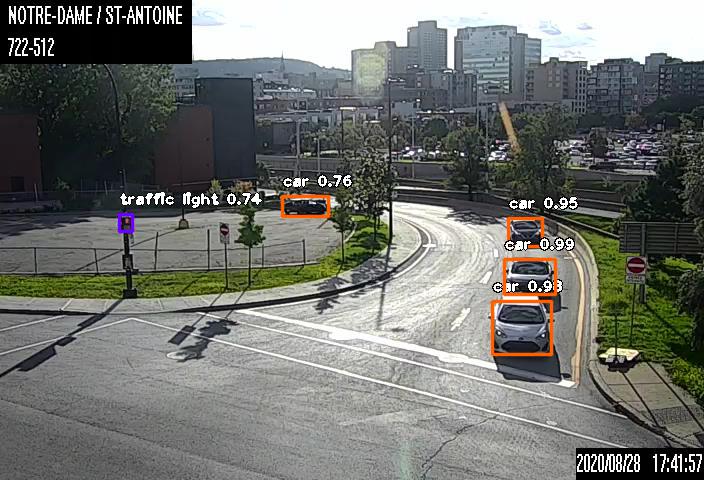 NOTRE-DAME / ST-ANTOINE
722-512
car 0.76
traffic light 0.74
car 0.95
car 0.99
car 0.98
2020/08/28 17:41:57